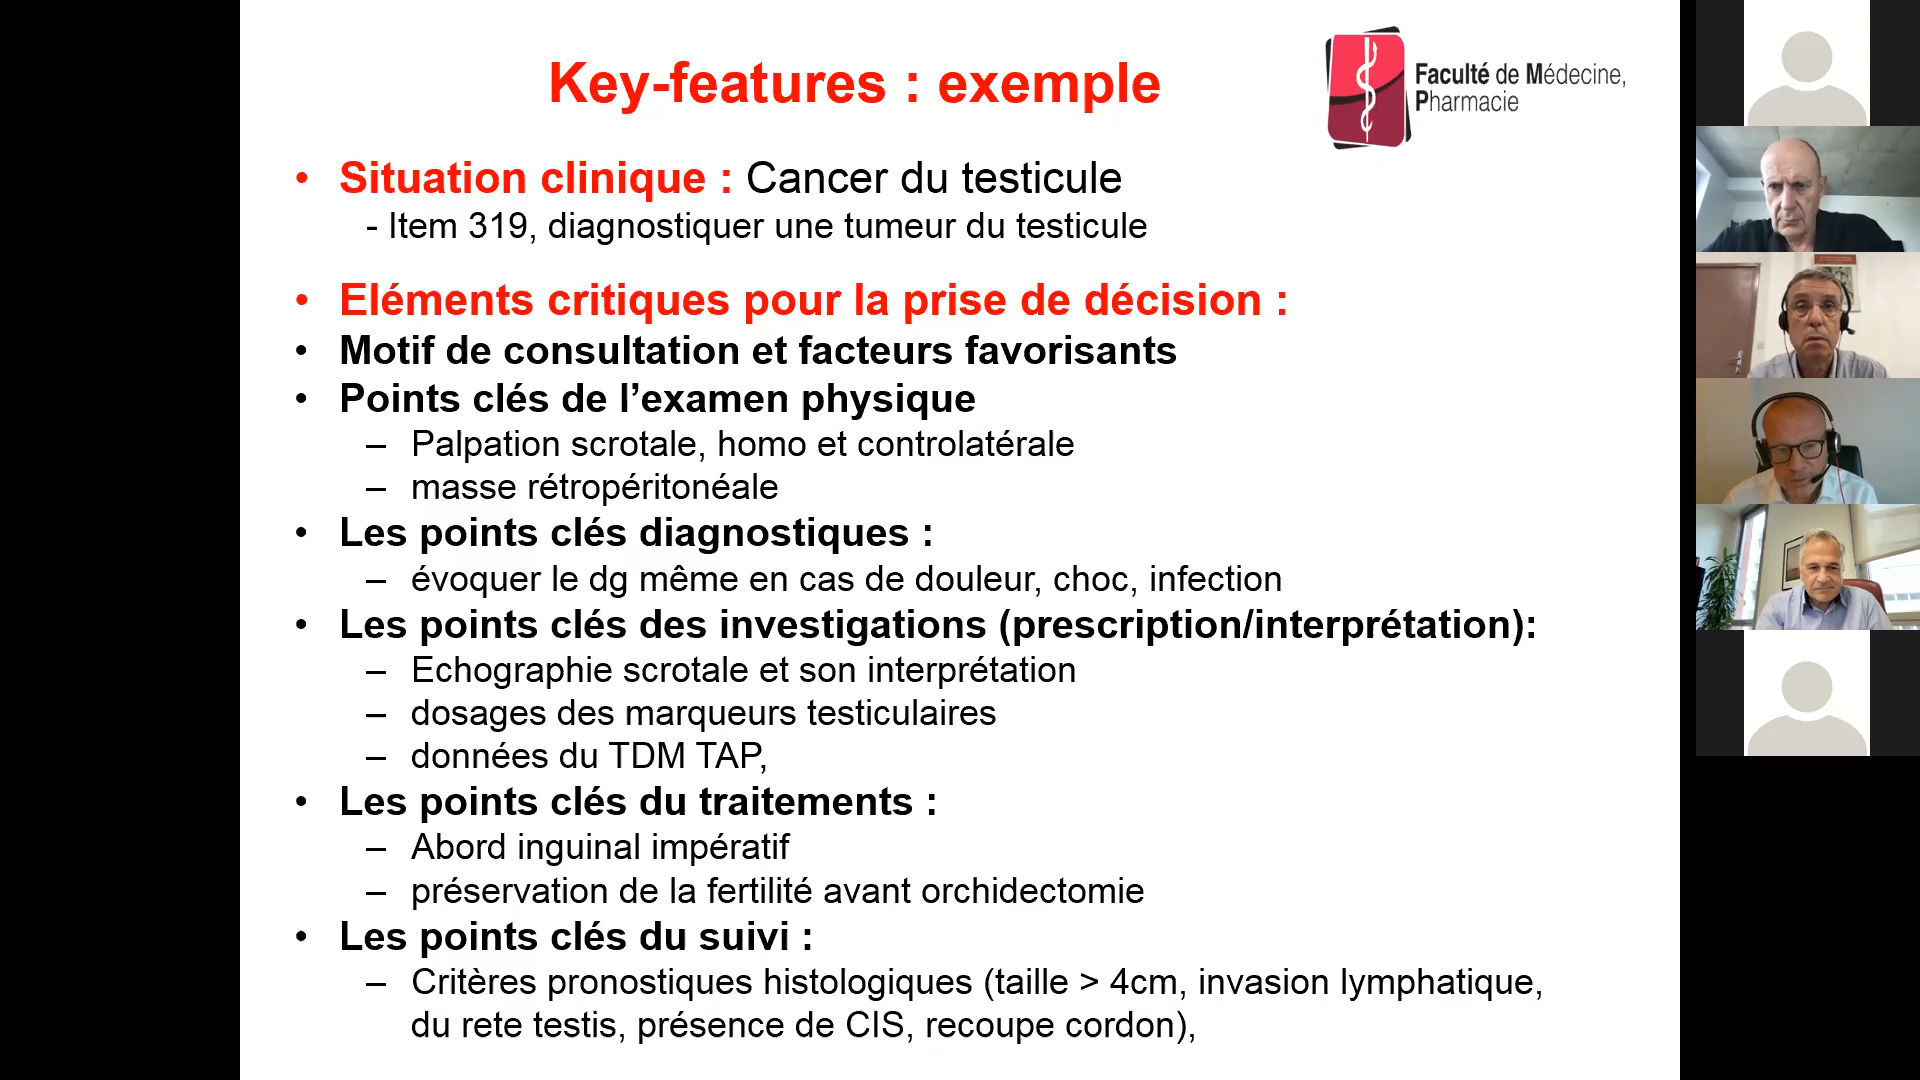 Key-features : exemple
Faculté de Médecine,
Pharmacie
• Situation clinique : Cancer du testicule
- Item 319, diagnostiquer une tumeur du testicule
• Eléments critiques pour la prise de décision :
• Motif de consultation et facteurs favorisants
• Points clés de l’examen physique
– Palpation scrotale, homo et controlatérale
– masse rétropéritonéale
• Les points clés diagnostiques :
– évoquer le dg même en cas de douleur, choc, infection
• Les points clés des investigations (prescription/interprétation):
– Echographie scrotale et son interprétation
– dosages des marqueurs testiculaires
– données du TDM TAP,
• Les points clés du traitements :
– Abord inguinal impératif
– préservation de la fertilité avant orchidectomie
• Les points clés du suivi :
– Critères pronostiques histologiques (taille > 4cm, invasion lymphatique,
du rete testis, présence de CIS, recoupe cordon),